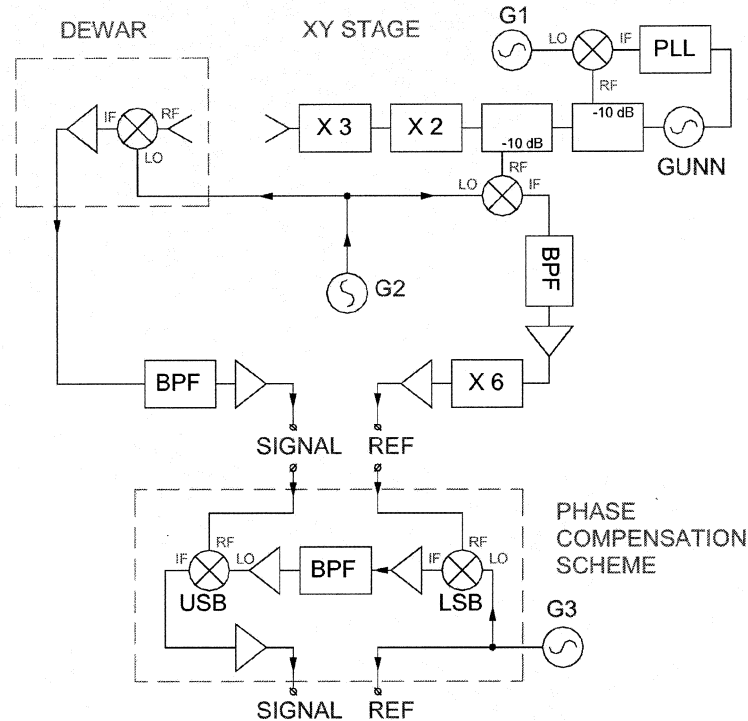 DEWAR
XY STAGE
G1
LO
IF
PLL
RF
IF
RF
LO
X 3
X 2
-10 dB
-10 dB
GUNN
RF
LO
IF
G2
BPF
BPF
X 6
SIGNAL
REF
PHASE
COMPENSATION
SCHEME
IF
RF
LO
BPF
IF
RF
LO
USB
LSB
G3
SIGNAL
REF